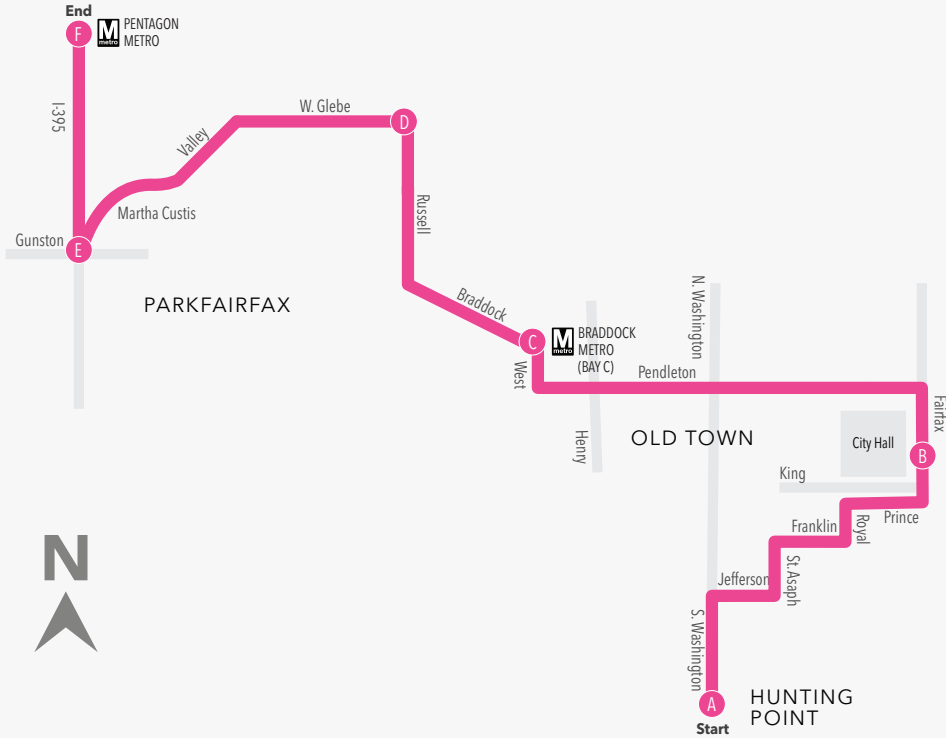 End
F
M
metro
PENTAGON
METRO
I-395
W. Glebe
D
Valley
Martha Custis
Russell
Gunston
E
PARKFAIRFAX
Braddock
C
M
metro
BRADDOCK
METRO
(BAY C)
N. Washington
West
Pendleton
Fairfax
Henry
OLD TOWN
City Hall
B
King
Prince
Royal
Franklin
St. Asaph
Jefferson
S. Washington
N
A
Start
HUNTING
POINT